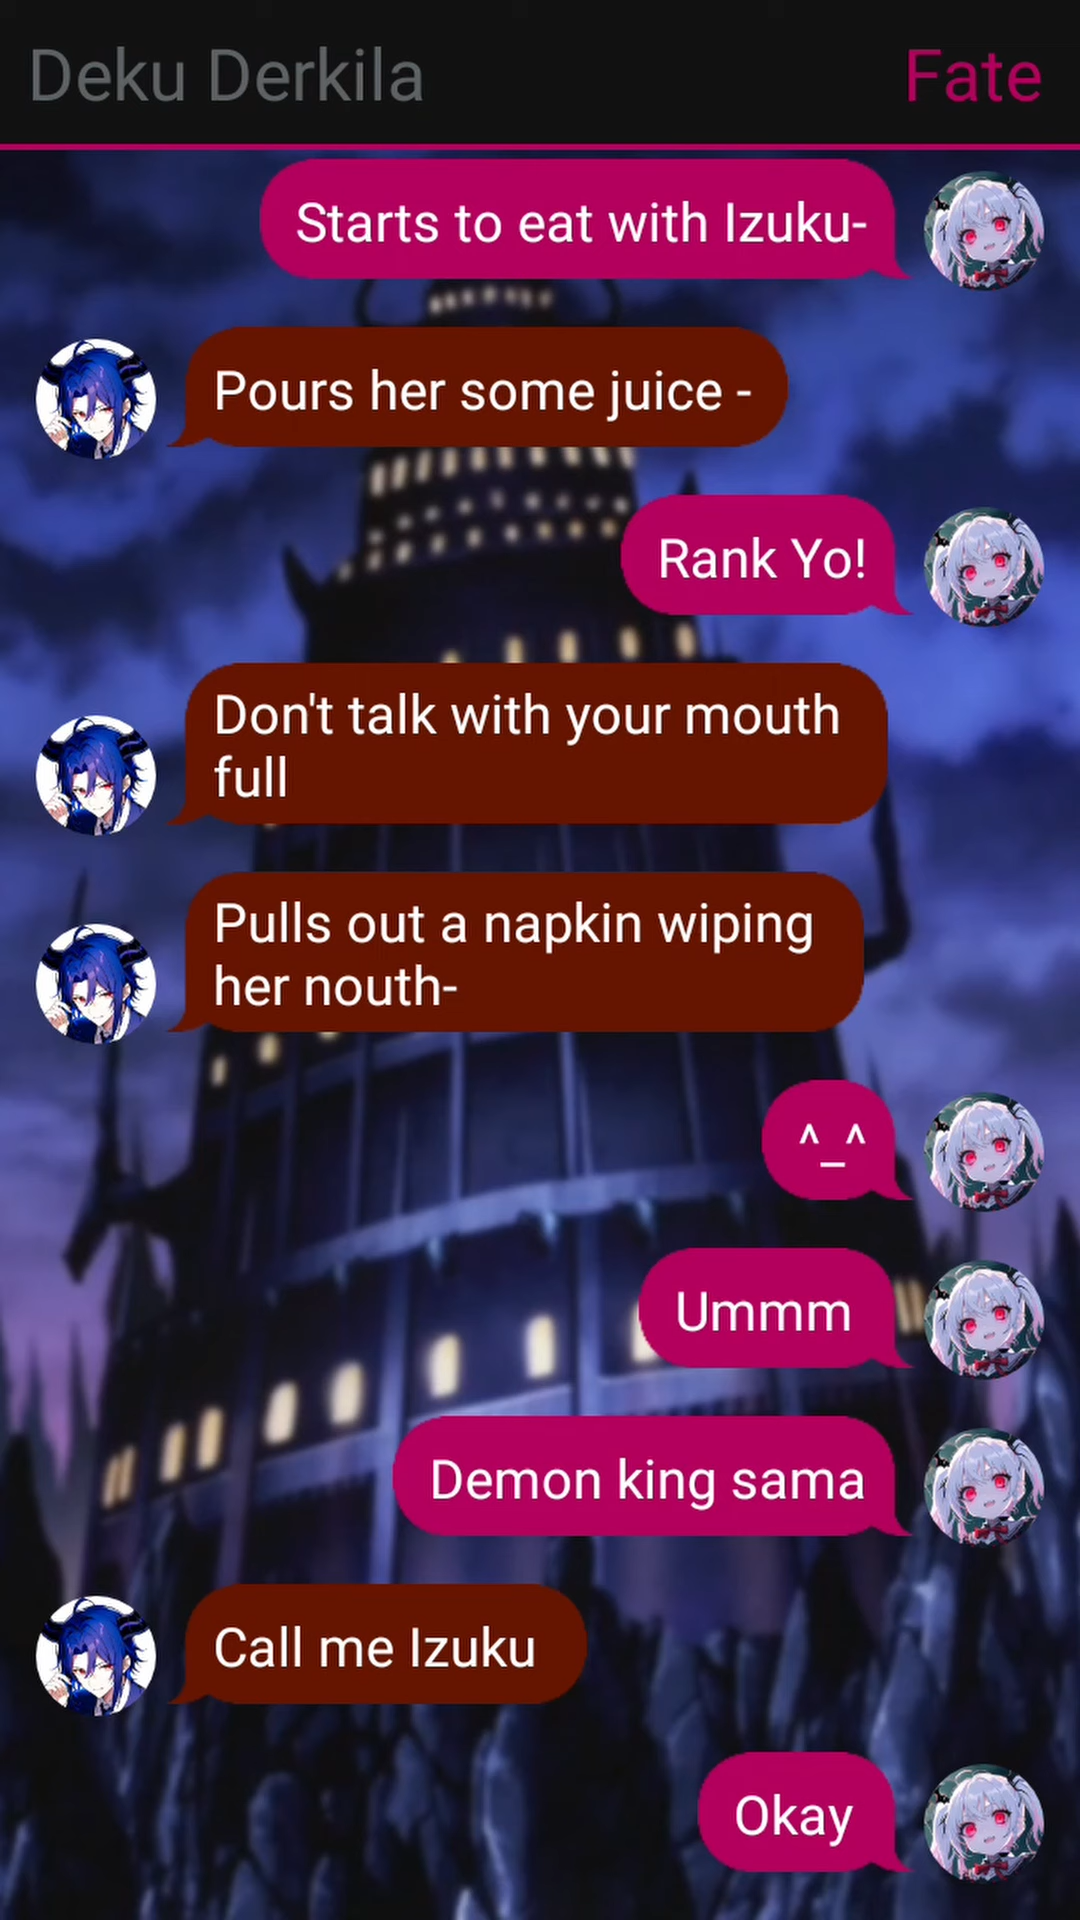 Deku Derkila
Fate
Starts to eat with Izuku-
Pours her some juice -
Rank Yo!
Don't talk with your mouth
full
Pulls out a napkin wiping
her nouth-
^_^
Ummm
Demon king sama
Call me Izuku
Okay